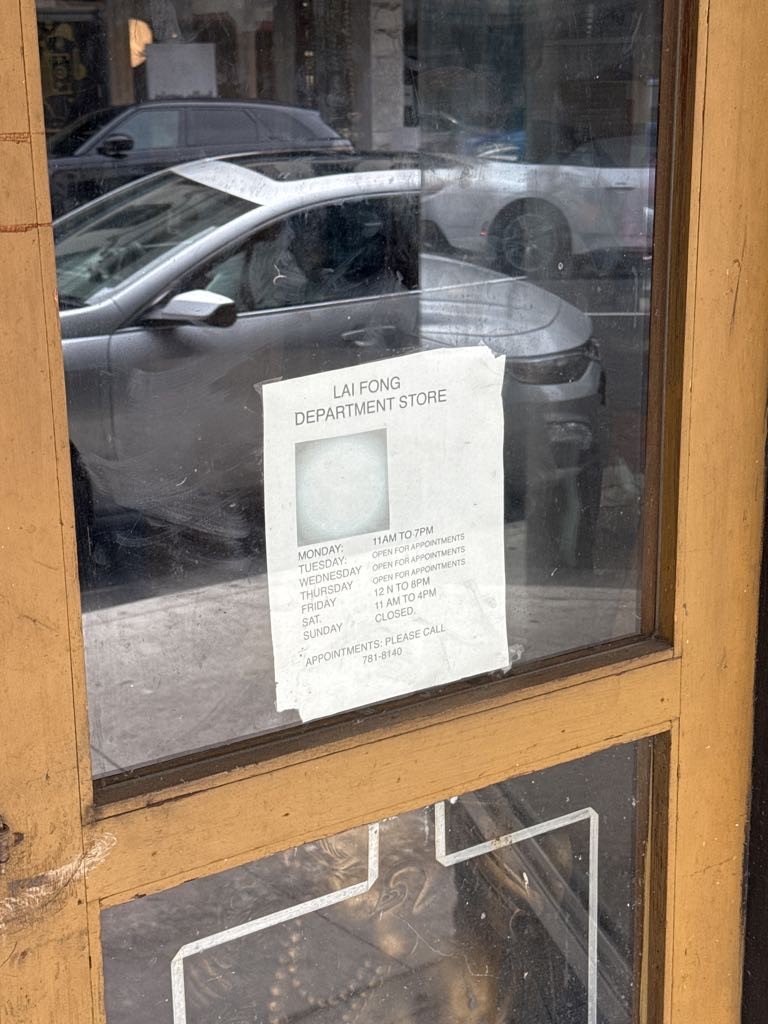 LAI FONG
DEPARTMENT STORE
MONDAY: 11AM TO 7PM
TUESDAY: OPEN FOR APPOINTMENTS
WEDNESDAY OPEN FOR APPOINTMENTS
THURSDAY OPEN FOR APPOINTMENTS
FRIDAY 12 N TO 8PM
SAT. 11 AM TO 4PM
SUNDAY CLOSED.
APPOINTMENTS: PLEASE CALL
781-8140